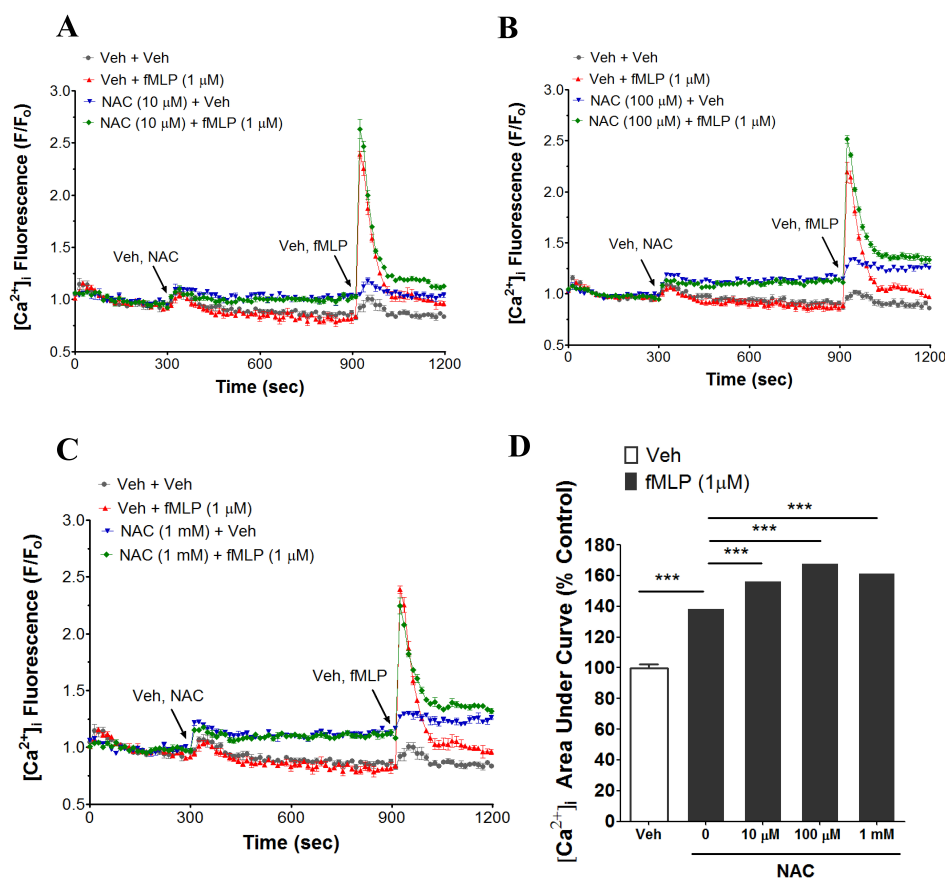 A
Veh + Veh
Veh + fMLP (1 µM)
NAC (10 µM) + Veh
NAC (10 µM) + fMLP (1 µM)
[Ca²⁺]ᵢ Fluorescence (F/Fₒ)
3.0
2.5
2.0
1.5
1.0
0.5
Veh, NAC
Veh, fMLP
0 300 600 900 1200
Time (sec)
B
Veh + Veh
Veh + fMLP (1 µM)
NAC (100 µM) + Veh
NAC (100 µM) + fMLP (1 µM)
[Ca²⁺]ᵢ Fluorescence (F/Fₒ)
3.0
2.5
2.0
1.5
1.0
0.5
Veh, NAC
Veh, fMLP
0 300 600 900 1200
Time (sec)
C
Veh + Veh
Veh + fMLP (1 µM)
NAC (1 mM) + Veh
NAC (1 mM) + fMLP (1 µM)
[Ca²⁺]ᵢ Fluorescence (F/Fₒ)
3.0
2.5
2.0
1.5
1.0
0.5
Veh, NAC
Veh, fMLP
0 300 600 900 1200
Time (sec)
D
Veh
fMLP (1µM)
[Ca²⁺]ᵢ Area Under Curve (% Control)
180
160
140
120
100
80
60
40
20
0
***
***
***
***
Veh 0 10 µM 100 µM 1 mM
NAC